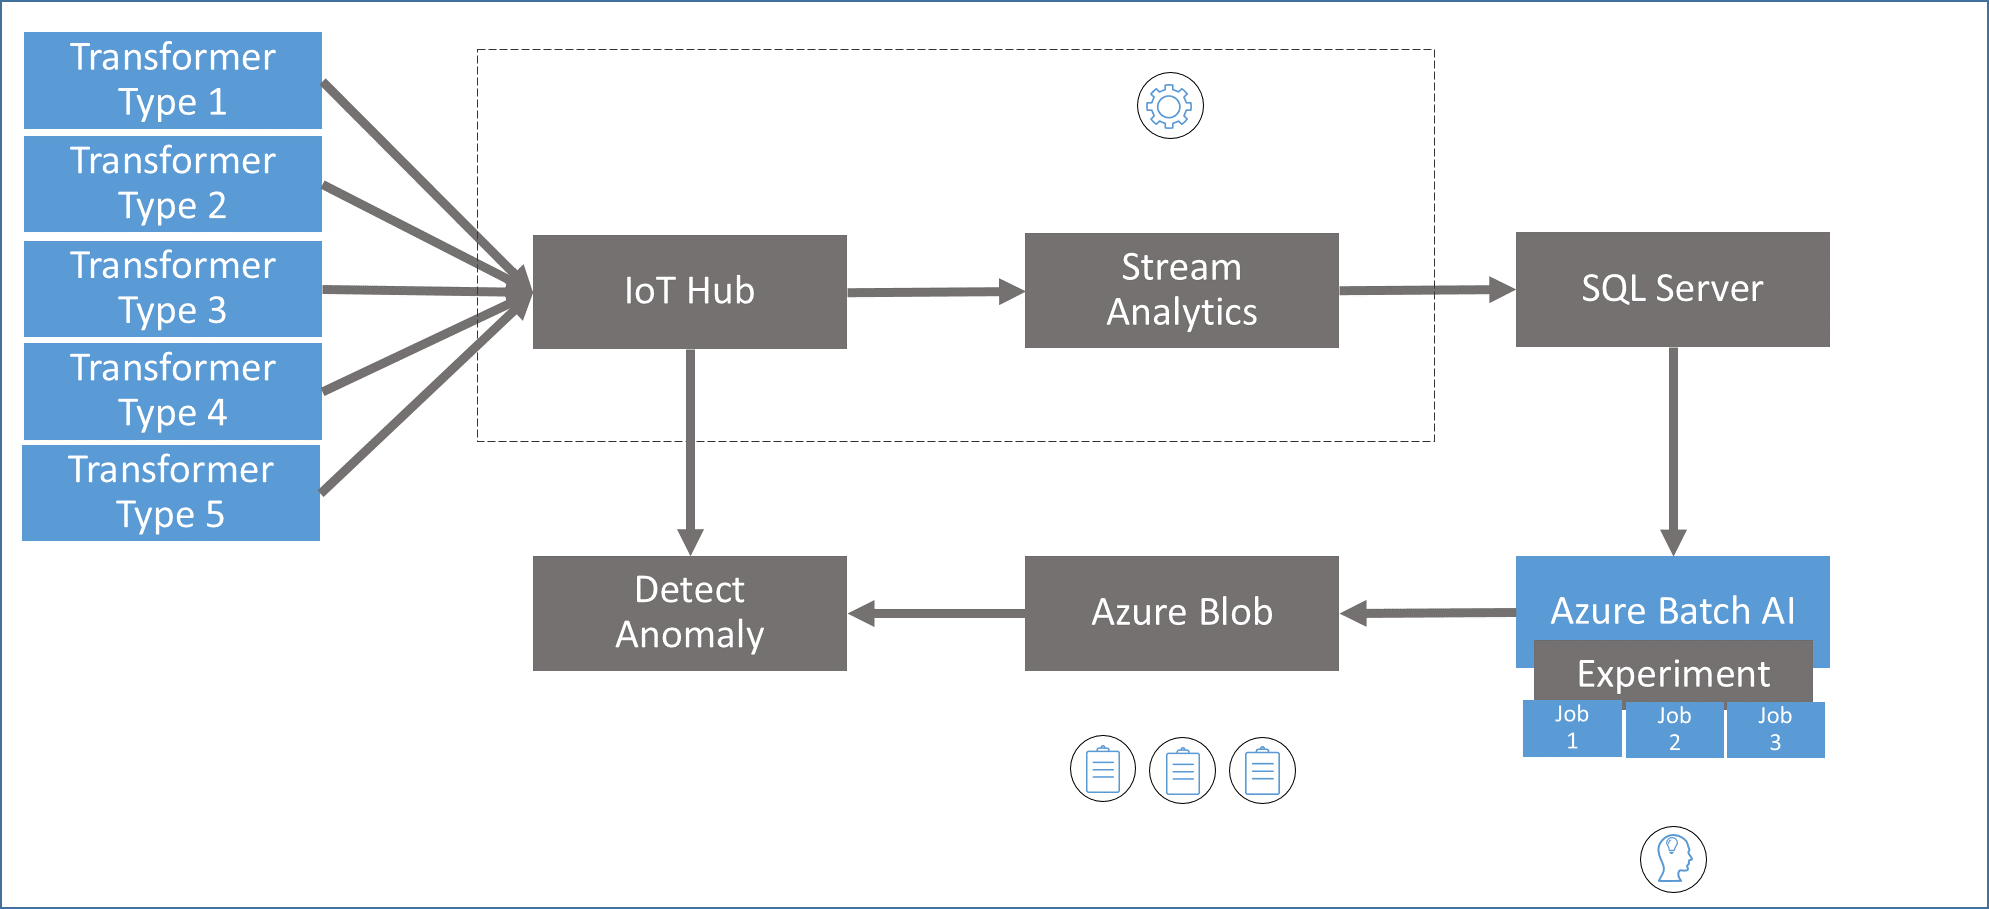 Transformer
Type 1
Transformer
Type 2
Transformer
Type 3
Transformer
Type 4
Transformer
Type 5
IoT Hub
Stream
Analytics
SQL Server
Detect
Anomaly
Azure Blob
Azure Batch AI
Experiment
Job
1
Job
2
Job
3